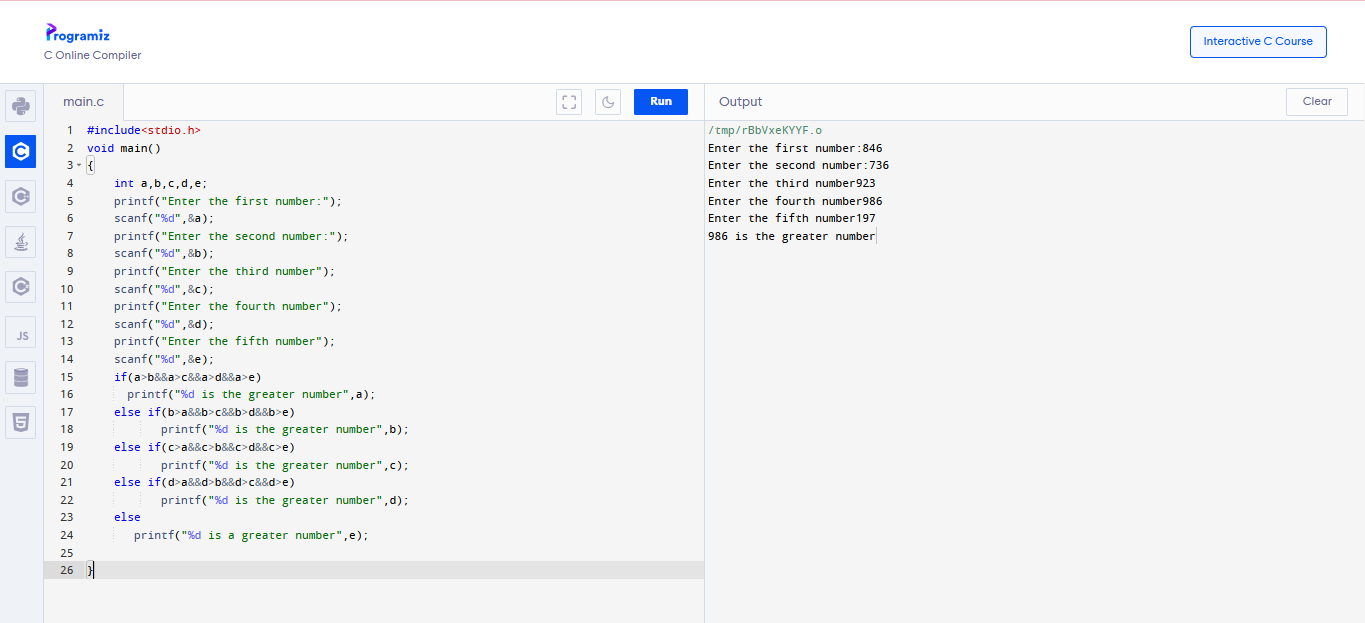 Programiz
C Online Compiler
Interactive C Course
main.c
Run
Output
Clear
JS
1 #include<stdio.h>
2 void main()
3 {
4 int a,b,c,d,e;
5 printf("Enter the first number:");
6 scanf("%d",&a);
7 printf("Enter the second number:");
8 scanf("%d",&b);
9 printf("Enter the third number");
10 scanf("%d",&c);
11 printf("Enter the fourth number");
12 scanf("%d",&d);
13 printf("Enter the fifth number");
14 scanf("%d",&e);
15 if(a>b&&a>c&&a>d&&a>e)
16 printf("%d is the greater number",a);
17 else if(b>a&&b>c&&b>d&&b>e)
18 printf("%d is the greater number",b);
19 else if(c>a&&c>b&&c>d&&c>e)
20 printf("%d is the greater number",c);
21 else if(d>a&&d>b&&d>c&&d>e)
22 printf("%d is the greater number",d);
23 else
24 printf("%d is a greater number",e);
25
26 }
/tmp/rBbVxeKYYF.o
Enter the first number:846
Enter the second number:736
Enter the third number923
Enter the fourth number986
Enter the fifth number197
986 is the greater number